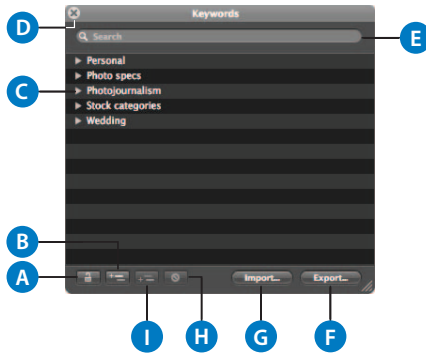 Keywords
D
Search
E
Personal
Photo specs
C
Photojournalism
Stock categories
Wedding
B
A
Import...
Export...
I
H
G
F